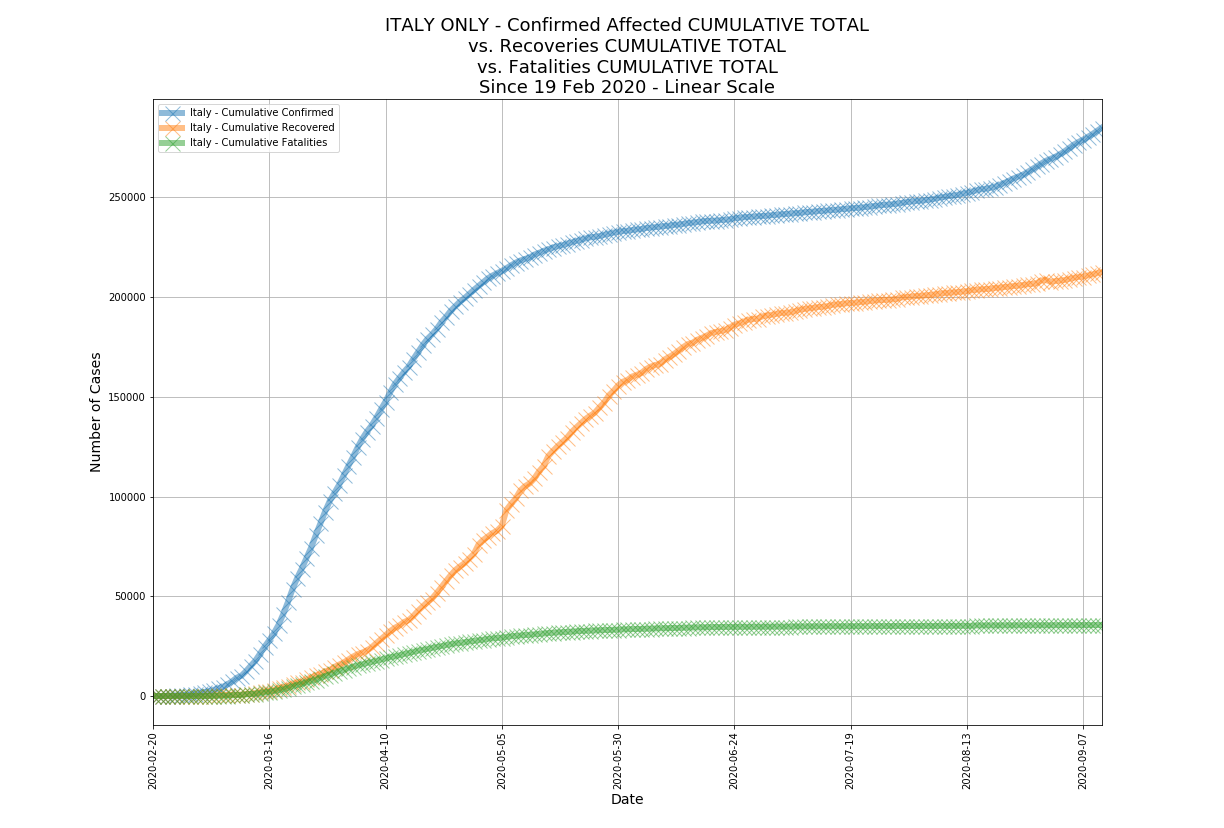 ITALY ONLY - Confirmed Affected CUMULATIVE TOTAL
vs. Recoveries CUMULATIVE TOTAL
vs. Fatalities CUMULATIVE TOTAL
Since 19 Feb 2020 - Linear Scale
Italy - Cumulative Confirmed
Italy - Cumulative Recovered
Italy - Cumulative Fatalities
Number of Cases
250000
200000
150000
100000
50000
0
2020-02-20
2020-03-16
2020-04-10
2020-05-05
2020-05-30
2020-06-24
2020-07-19
2020-08-13
2020-09-07
Date